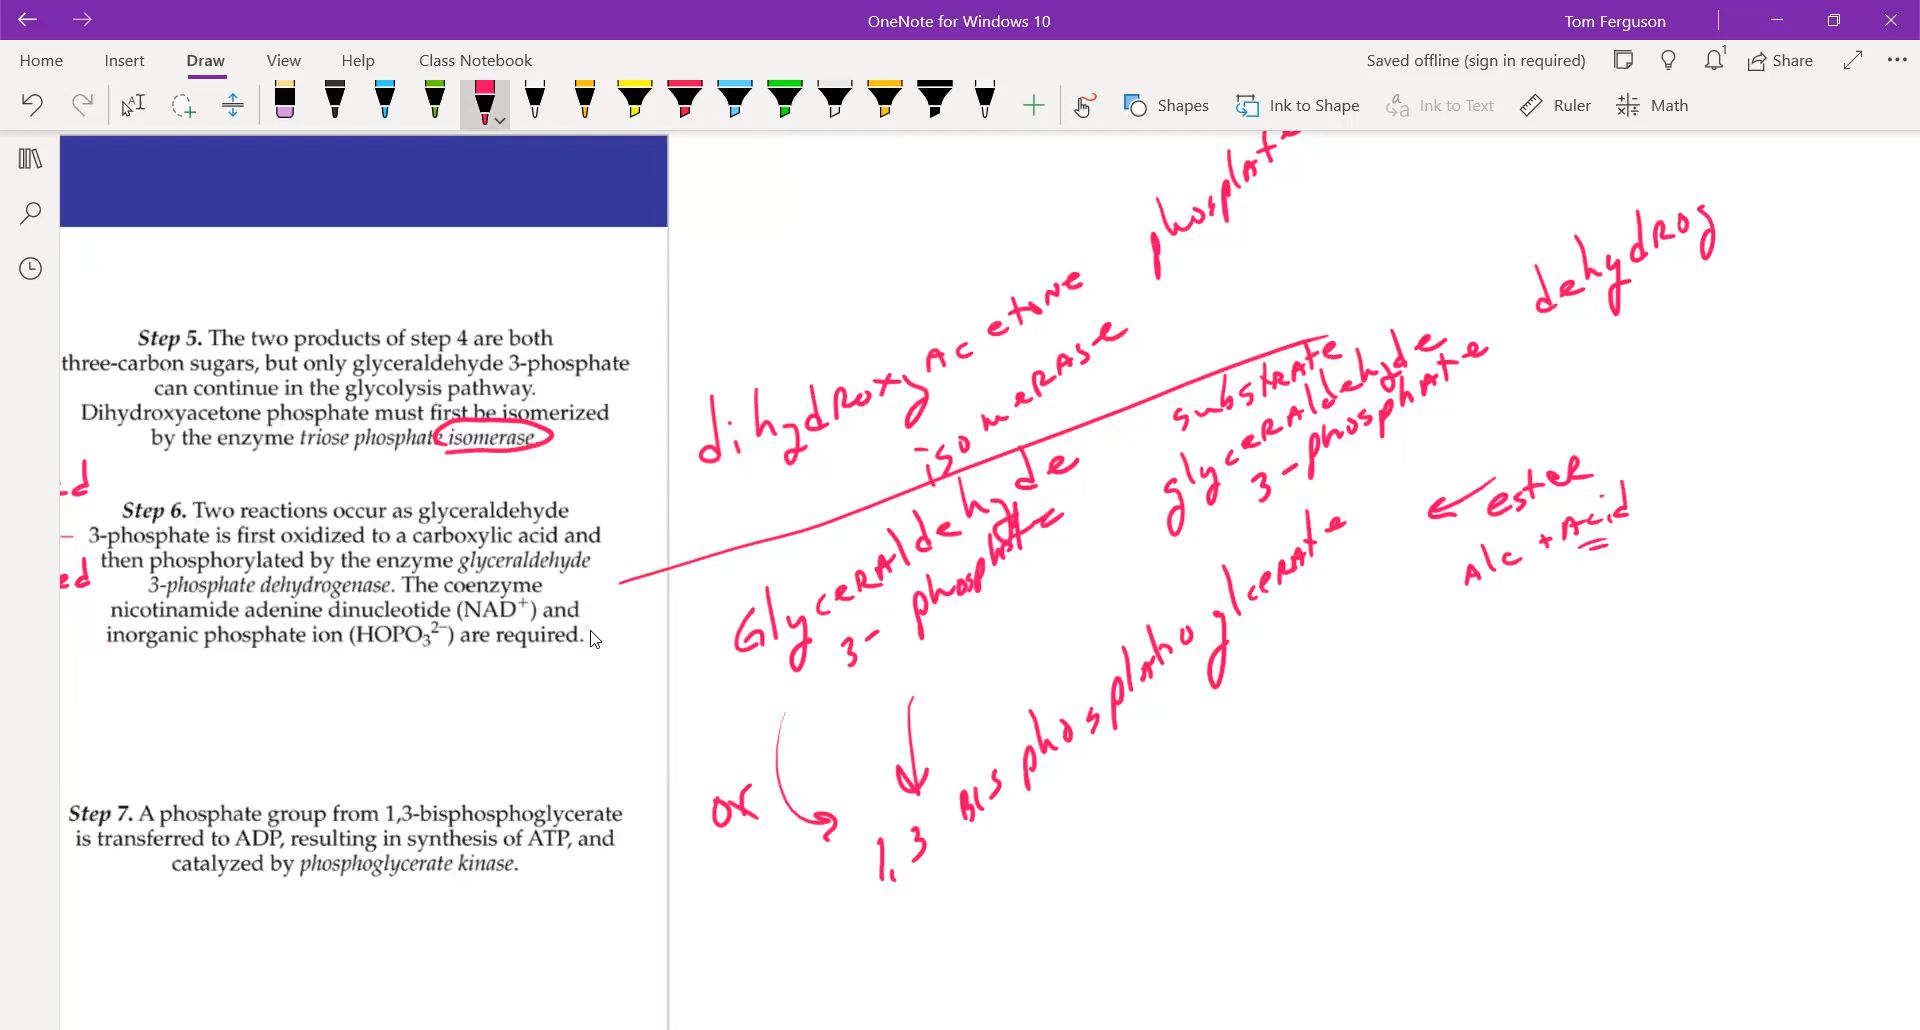 OneNote for Windows 10
Tom Ferguson
Home Insert Draw View Help Class Notebook
Saved offline (sign in required)
1
Share
Shapes
Ink to Shape
Ink to Text
Ruler
Math
Step 5. The two products of step 4 are both
three-carbon sugars, but only glyceraldehyde 3-phosphate
can continue in the glycolysis pathway.
Dihydroxyacetone phosphate must first be isomerized
by the enzyme triose phosphate isomerase.
Step 6. Two reactions occur as glyceraldehyde
3-phosphate is first oxidized to a carboxylic acid and
then phosphorylated by the enzyme glyceraldehyde
3-phosphate dehydrogenase. The coenzyme
nicotinamide adenine dinucleotide (NAD⁺) and
inorganic phosphate ion (HOPO₃²⁻) are required.
Step 7. A phosphate group from 1,3-bisphosphoglycerate
is transferred to ADP, resulting in synthesis of ATP, and
catalyzed by phosphoglycerate kinase.
ed
ed
dihydroxyAcetone
isomerase
substrate
glyceraldehyde
3-phosphate
dehydrog
Glyceraldehyde
3-
← ester
Alc + Acid
or
1,3